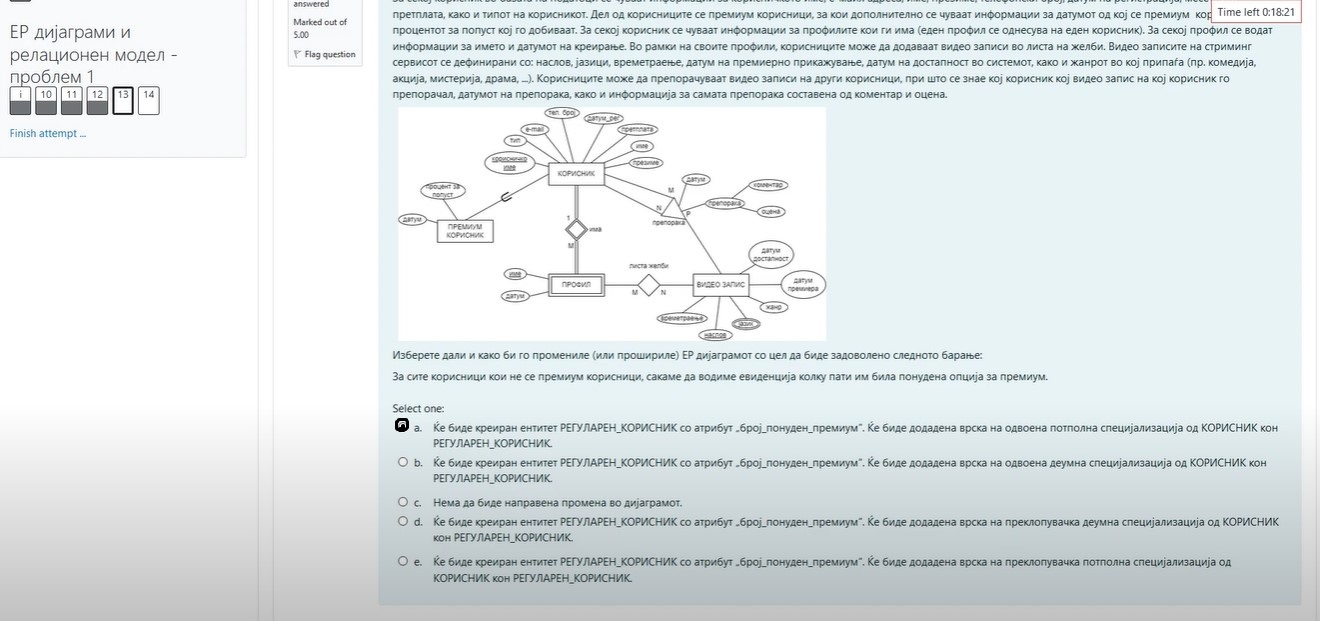 answered
Marked out of
5.00
Flag question
ЕР дијаграми и
релационен модел -
проблем 1
i 10 11 12 13 14
Finish attempt ...
Time left 0:18:21
претплата, како и типот на корисникот. Дел од корисниците се премиум корисници, за кои дополнително се чуваат информации за датумот од кој се премиум
процентот за попуст кој го добиваат. За секој корисник се чуваат информации за профилите кои ги има (еден профил се однесува на еден корисник). За секој профил се водат
информации за името и датумот на креирање. Во рамки на своите профили, корисниците може да додаваат видео записи во листа на желби. Видео записите на стриминг
сервисот се дефинирани со: наслов, јазици, времетраење, датум на премиерно прикажување, датум на достапност во системот, како и жанрот во кој припаѓа (пр. комедија,
акција, мистерија, драма, ...). Корисниците може да препорачуваат видео записи на други корисници, при што се знае кој корисник кој видео запис на кој корисник го
препорачал, датумот на препорака, како и информација за самата препорака составена од коментар и оцена.
тел_број
датум_рег
e-mail
претплата
тип
име
корисничко
име
презиме
КОРИСНИК
датум
коментар
процент за
попуст
M
препорака
N
P
оцена
датум
1
препорака
ПРЕМИУМ
КОРИСНИК
има
M
датум
достапност
листа желби
име
ПРОФИЛ
ВИДЕО ЗАПИС
датум
премиера
M
N
датум
жанр
времетраење
јазик
наслов
Изберете дали и како би го промениле (или прошириле) ЕР дијаграмот со цел да биде задоволено следното барање:
За сите корисници кои не се премиум корисници, сакаме да водиме евиденција колку пати им била понудена опција за премиум.
Select one:
a. Ќе биде креиран ентитет РЕГУЛАРЕН_КОРИСНИК со атрибут „број_понуден_премиум“. Ќе биде додадена врска на одвоена потполна специјализација од КОРИСНИК кон
РЕГУЛАРЕН_КОРИСНИК.
b. Ќе биде креиран ентитет РЕГУЛАРЕН_КОРИСНИК со атрибут „број_понуден_премиум“. Ќе биде додадена врска на одвоена деумна специјализација од КОРИСНИК кон
РЕГУЛАРЕН_КОРИСНИК.
c. Нема да биде направена промена во дијаграмот.
d. Ќе биде креиран ентитет РЕГУЛАРЕН_КОРИСНИК со атрибут „број_понуден_премиум“. Ќе биде додадена врска на преклопувачка деумна специјализација од КОРИСНИК
кон РЕГУЛАРЕН_КОРИСНИК.
e. Ќе биде креиран ентитет РЕГУЛАРЕН_КОРИСНИК со атрибут „број_понуден_премиум“. Ќе биде додадена врска на преклопувачка потполна специјализација од
КОРИСНИК кон РЕГУЛАРЕН_КОРИСНИК.